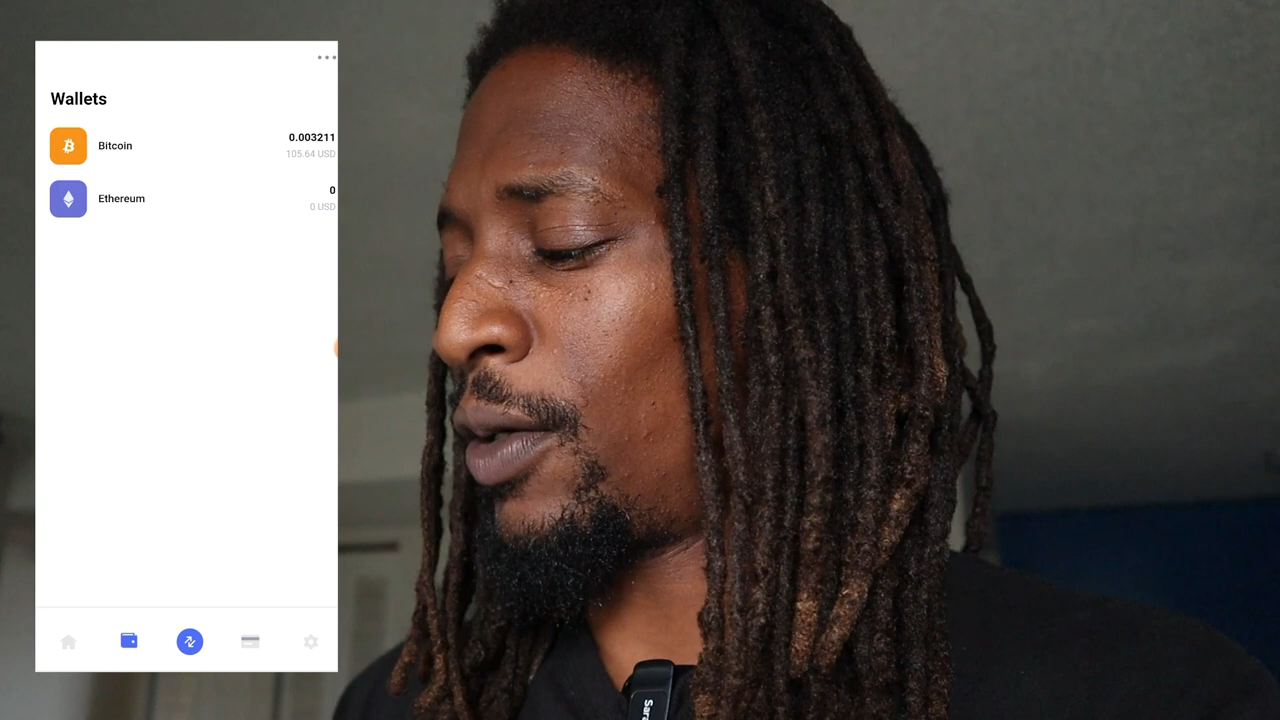 Wallets
Bitcoin
0.003211
105.64 USD
Ethereum
0
0 USD